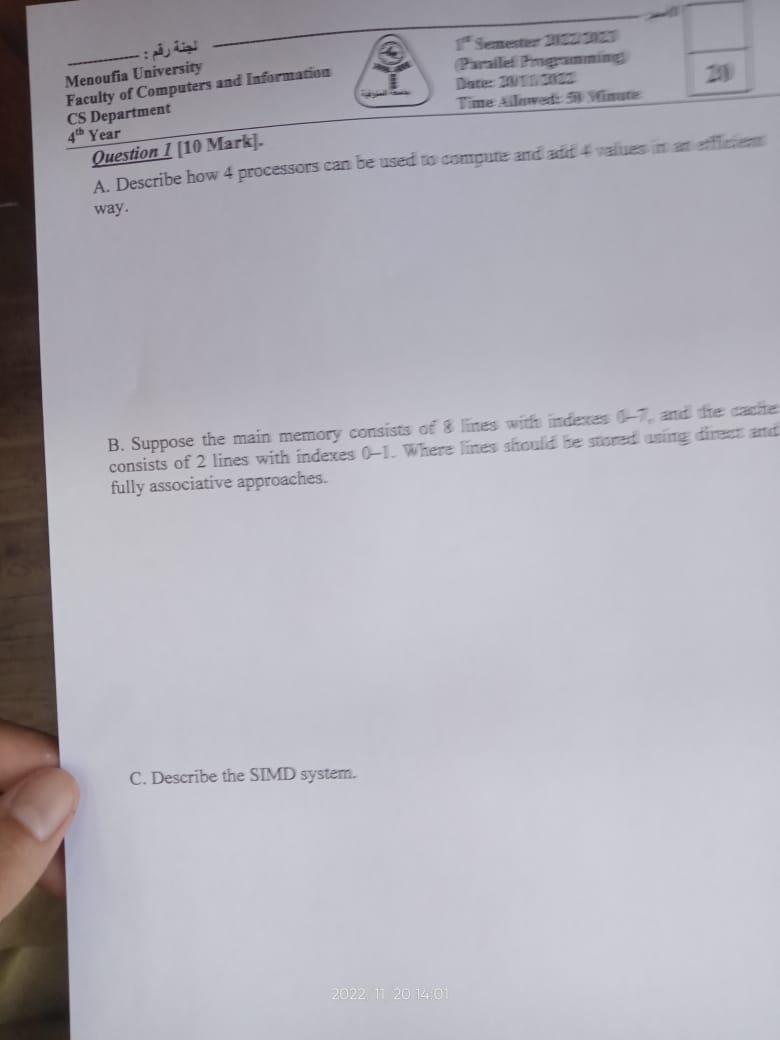 لجنة رقم :
Menoufia University
Faculty of Computers and Information
CS Department
4th Year
1st Semester 2022/2023
(Parallel Programming)
Date: 20/11/2022
Time Allowed: 50 Minute
20
Question 1 [10 Mark].
A. Describe how 4 processors can be used to compute and add 4 values in an efficient
way.
B. Suppose the main memory consists of 8 lines with indexes 0–7, and the cache
consists of 2 lines with indexes 0–1. Where lines should be stored using direct and
fully associative approaches.
C. Describe the SIMD system.
2022. 11. 20 14:01